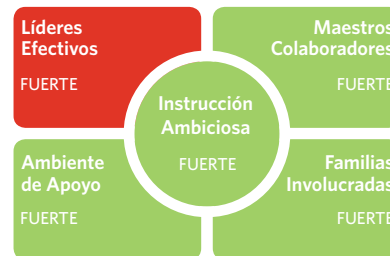 Líderes
Efectivos
FUERTE
Maestros
Colaboradores
FUERTE
Instrucción
Ambiciosa
FUERTE
Ambiente
de Apoyo
FUERTE
Familias
Involucradas
FUERTE